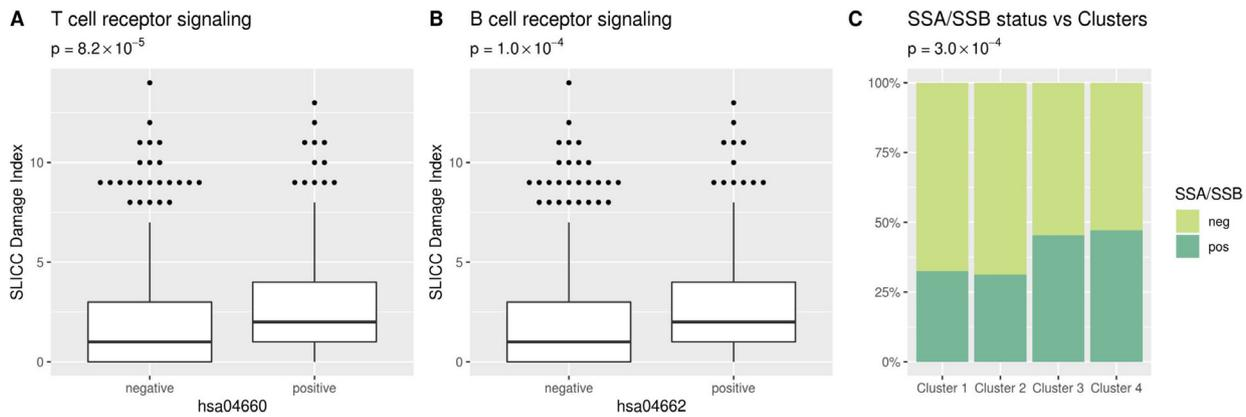 A T cell receptor signaling
p = 8.2×10⁻⁵
SLICC Damage Index
10
5
0
negative positive
hsa04660
B B cell receptor signaling
p = 1.0×10⁻⁴
SLICC Damage Index
10
5
0
negative positive
hsa04662
C SSA/SSB status vs Clusters
p = 3.0×10⁻⁴
100%
75%
50%
25%
0%
Cluster 1 Cluster 2 Cluster 3 Cluster 4
SSA/SSB
neg
pos